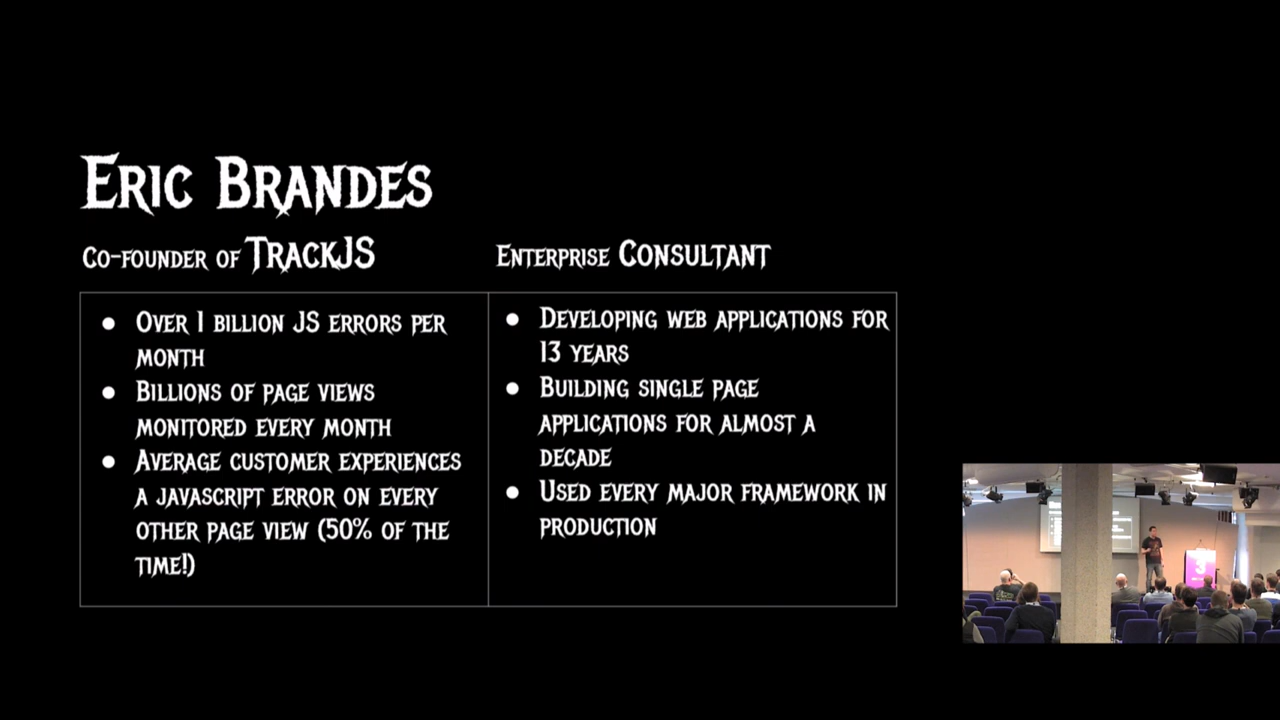 Eric Brandes
Co-founder of TrackJS
Over 1 billion JS errors per
month
Billions of page views
monitored every month
Average customer experiences
a javascript error on every
other page view (50% of the
time!)
Enterprise Consultant
Developing web applications for
13 years
Building single page
applications for almost a
decade
Used every major framework in
production
3